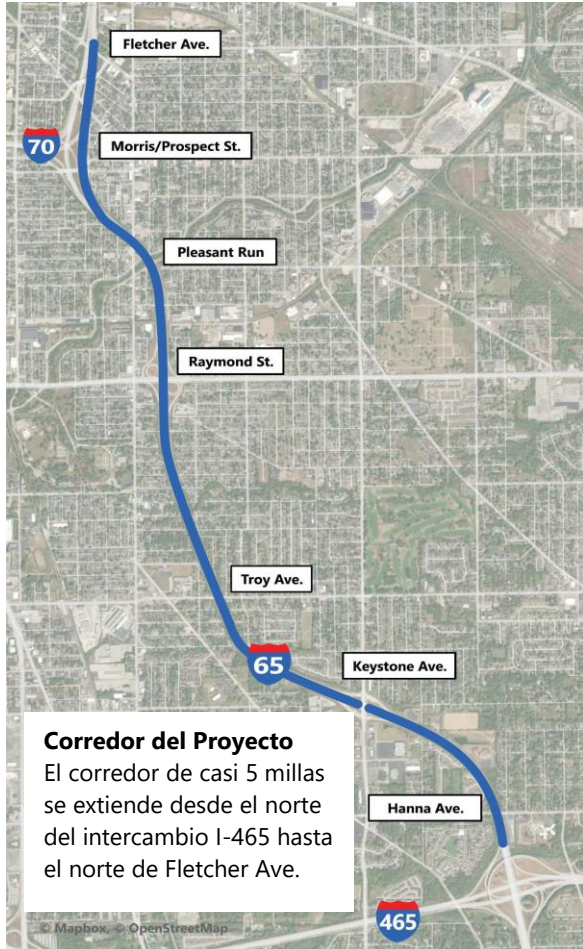 Fletcher Ave.
70
Morris/Prospect St.
Pleasant Run
Raymond St.
Troy Ave.
65
Keystone Ave.
Corredor del Proyecto
El corredor de casi 5 millas
se extiende desde el norte
del intercambio I-465 hasta
el norte de Fletcher Ave.
Hanna Ave.
465
© Mapbox, © OpenStreetMap